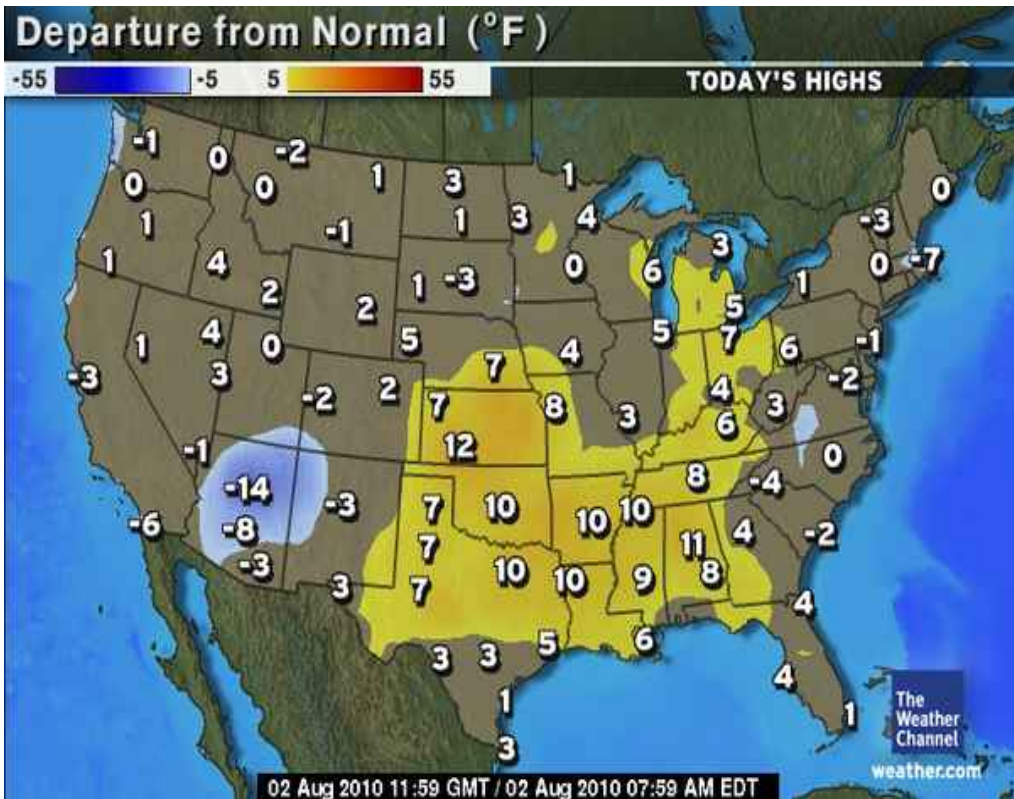 Departure from Normal (°F)
-55 -5 5 55 TODAY'S HIGHS
-1 0 -2 1 3 1
0 0 1 3 4 0
1 -1 -3
1 4 0 6 3 0 -7
2 2 1 -3 1
1 4 0 5 4 5 7 5 6 -1
-3 3 -2 2 7 7 8 3 4 6 3 -2
-1 12 0
-14 -3 7 10 10 10 8 -4
-6 -8 7 11 4 -2
-3 3 7 10 10 9 8
4
3 3 5 6
4
1 1
3
The
Weather
Channel
weather.com
02 Aug 2010 11:59 GMT / 02 Aug 2010 07:59 AM EDT